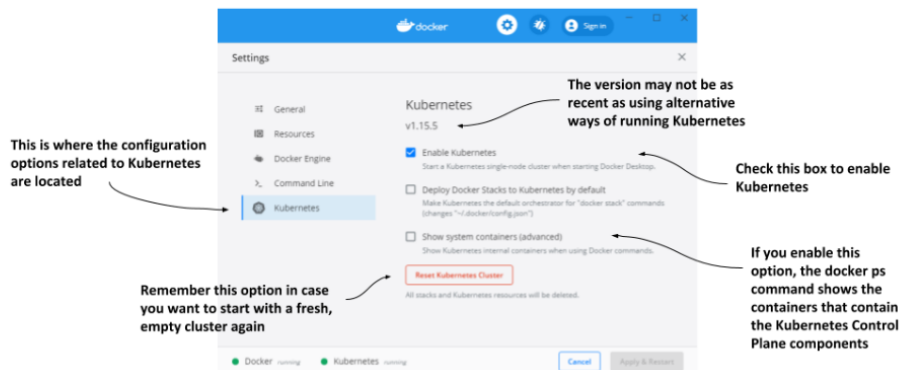 docker
Sign in
Settings
General
Resources
Docker Engine
Command Line
Kubernetes
Kubernetes
v1.15.5
Enable Kubernetes
Start a Kubernetes single-node cluster when starting Docker Desktop.
Deploy Docker Stacks to Kubernetes by default
Make Kubernetes the default orchestrator for "docker stack" commands
(changes "~/.docker/config.json")
Show system containers (advanced)
Show Kubernetes internal containers when using Docker commands.
Reset Kubernetes Cluster
All stacks and Kubernetes resources will be deleted.
Docker running
Kubernetes running
Cancel
Apply & Restart
This is where the configuration
options related to Kubernetes
are located
The version may not be as
recent as using alternative
ways of running Kubernetes
Check this box to enable
Kubernetes
If you enable this
option, the docker ps
command shows the
containers that contain
the Kubernetes Control
Plane components
Remember this option in case
you want to start with a fresh,
empty cluster again